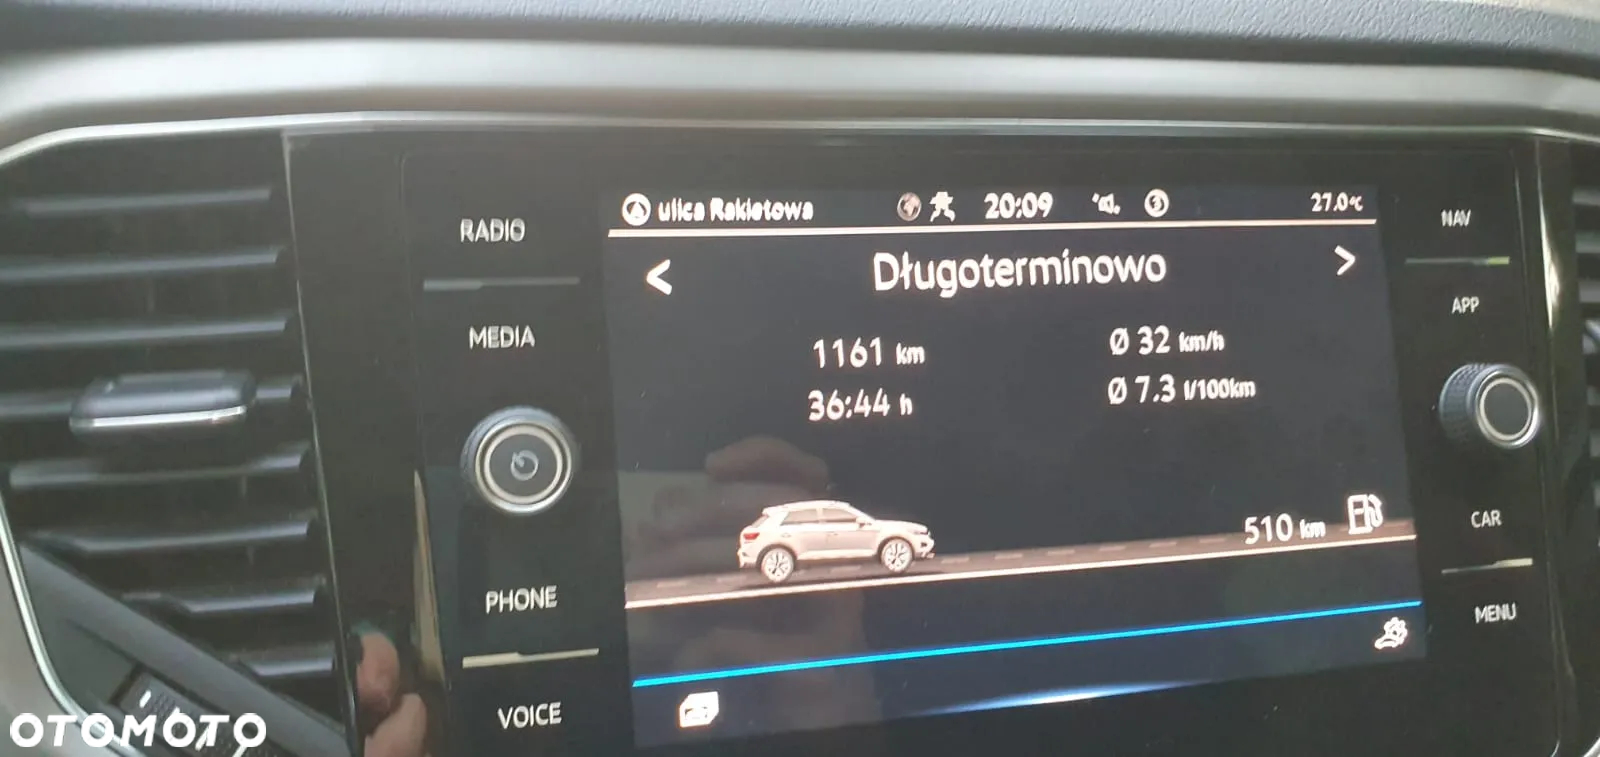 ulica Rakietowa 20:09 27.0°C
RADIO
NAV
< Długoterminowo >
APP
MEDIA
1161 km Ø 32 km/h
36:44 h Ø 7.3 l/100km
510 km
CAR
PHONE
MENU
VOICE
OTOMOTO